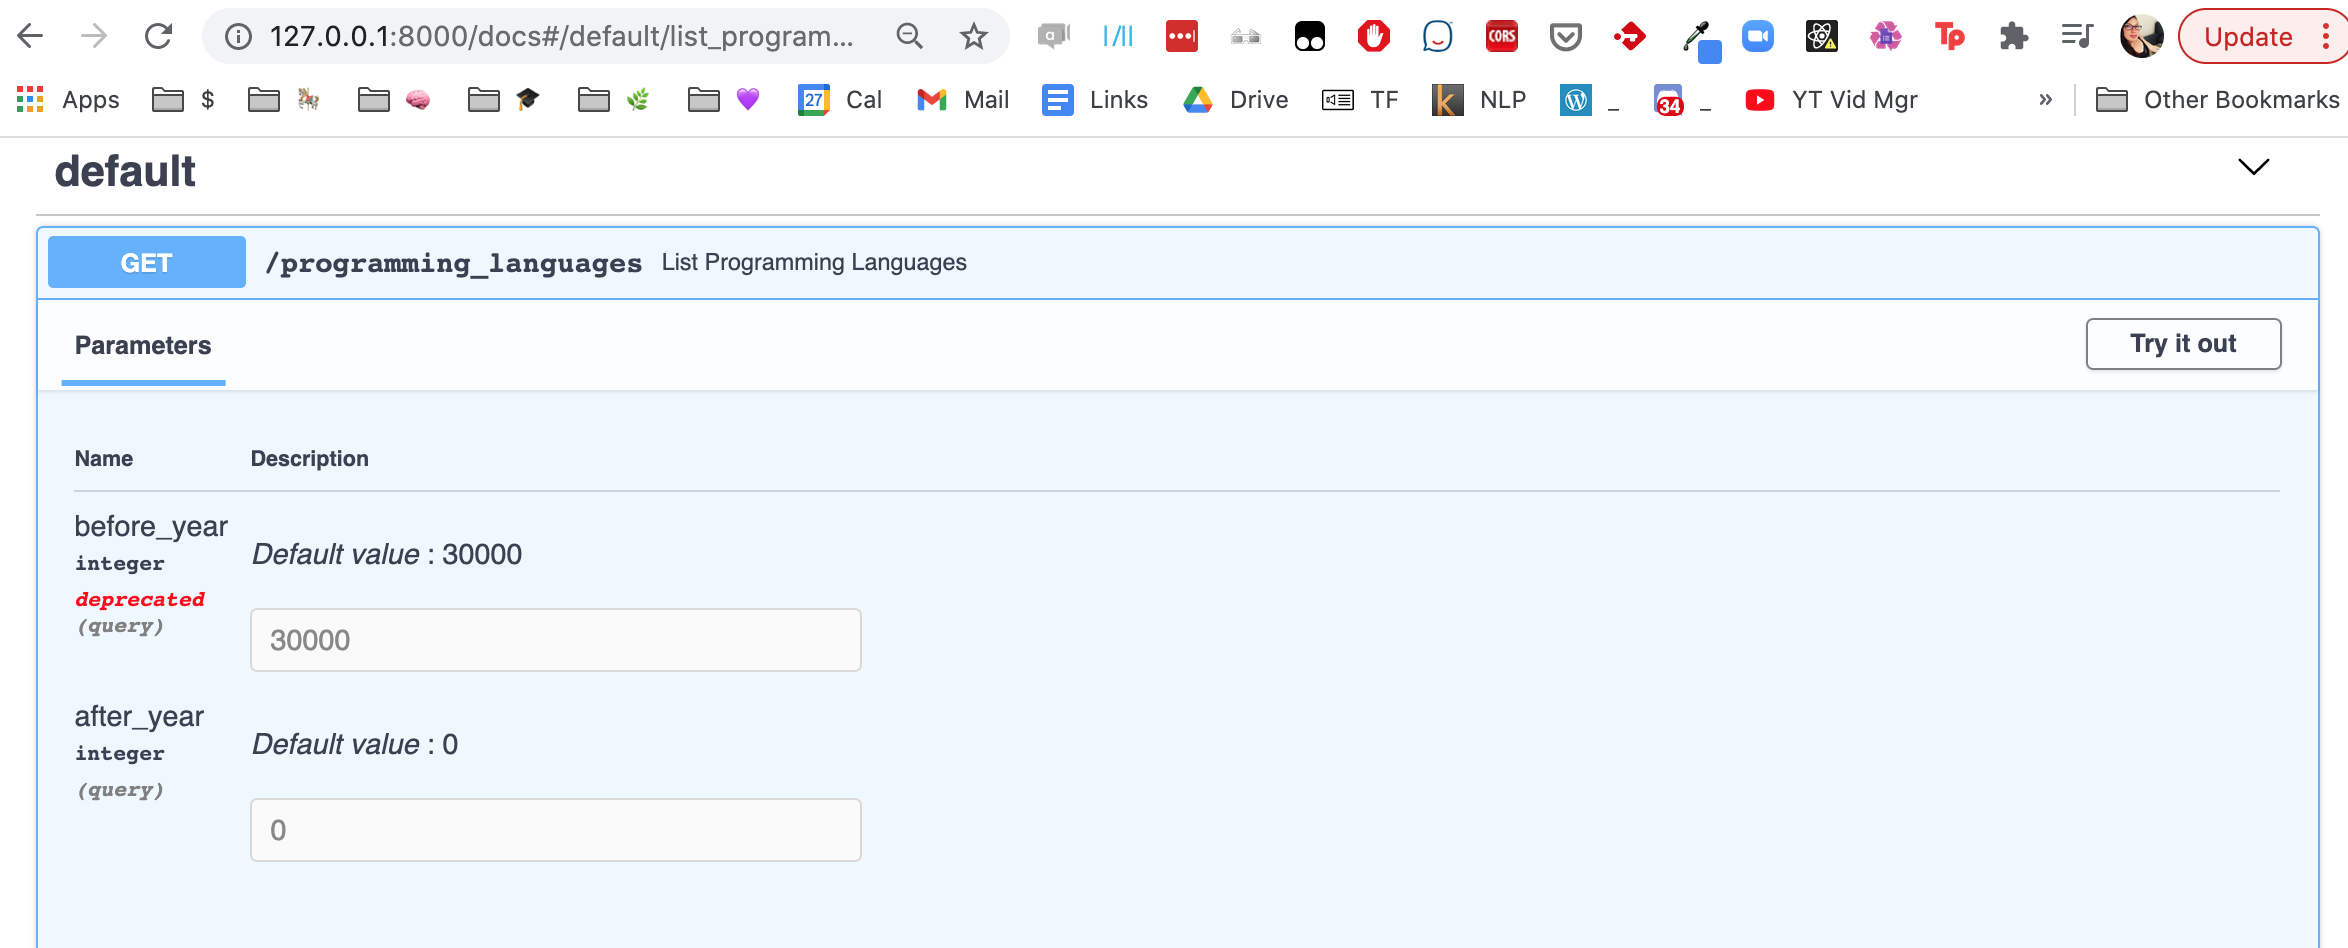 127.0.0.1:8000/docs#/default/list_program...
a
CORS
Tp
Update
Apps
$
27
Cal
Mail
Links
Drive
TF
k
NLP
_
34
_
YT Vid Mgr
»
Other Bookmarks
default
GET
/programming_languages
List Programming Languages
Parameters
Try it out
Name
Description
before_year
integer
deprecated
(query)
Default value : 30000
30000
after_year
integer
(query)
Default value : 0
0